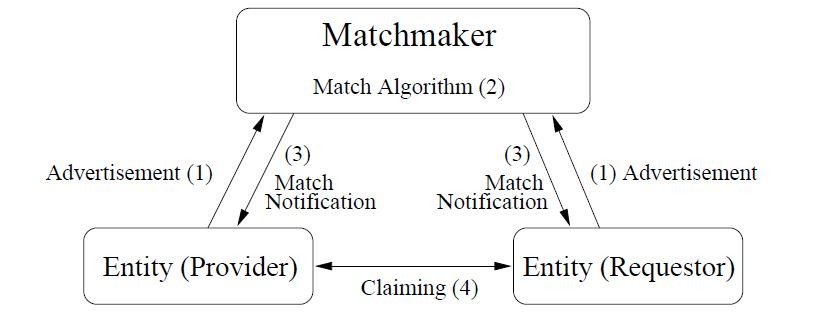 Matchmaker
Match Algorithm (2)
Advertisement (1)
(3)
Match
Notification
(3)
Match
Notification
(1) Advertisement
Entity (Provider)
Claiming (4)
Entity (Requestor)